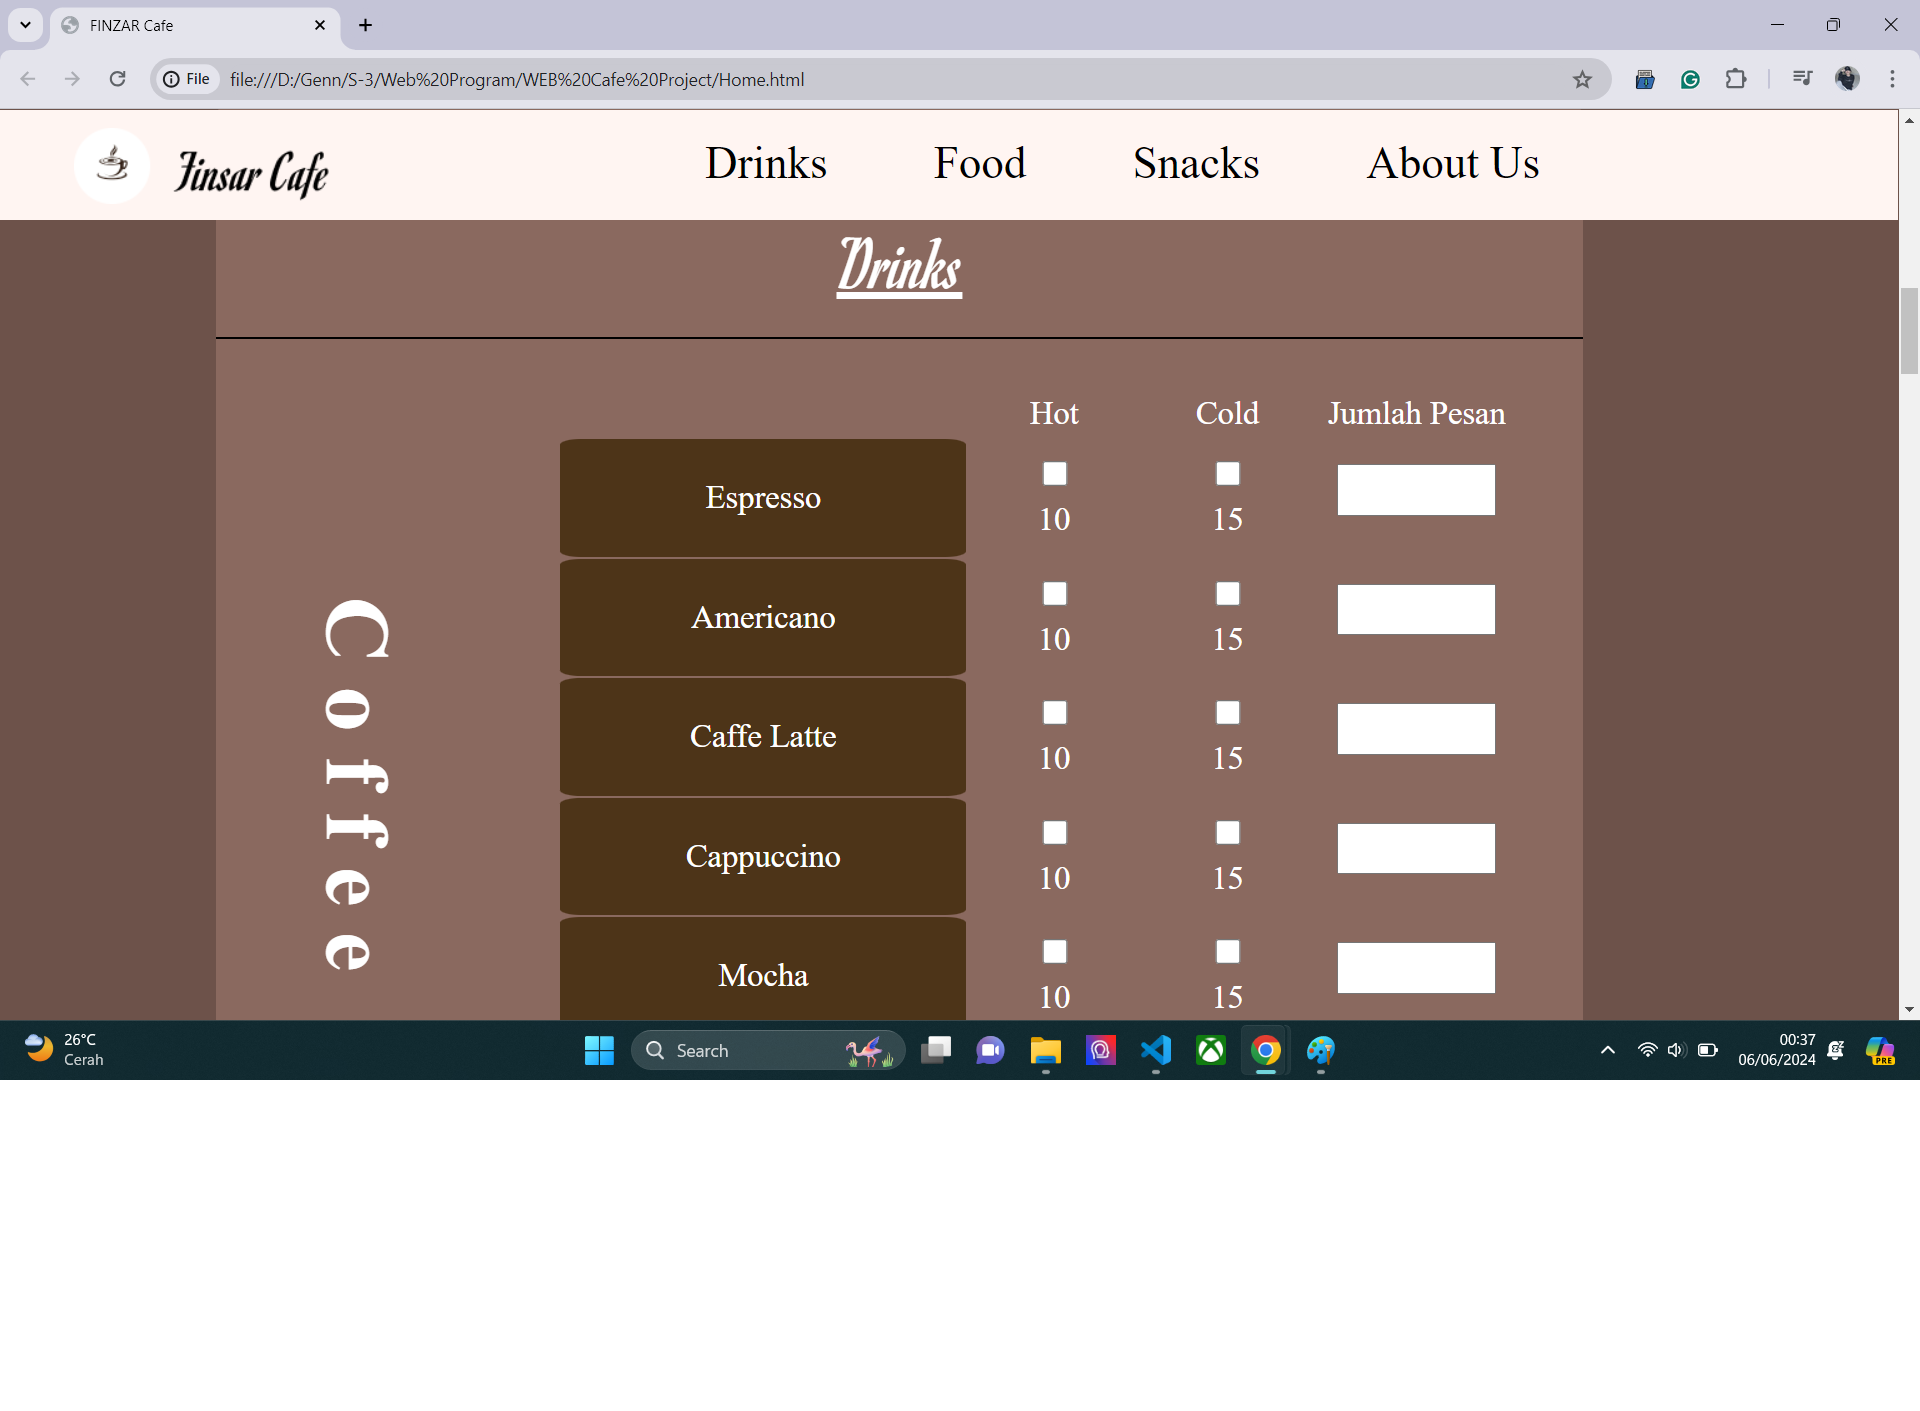 FINZAR Cafe
File file:///D:/Genn/S-3/Web%20Program/WEB%20Cafe%20Project/Home.html
Finsar Cafe Drinks Food Snacks About Us
Drinks
Hot Cold Jumlah Pesan
Coffee
Espresso
10 15
Americano
10 15
Caffe Latte
10 15
Cappuccino
10 15
Mocha
10 15
26°C
Cerah
Search
00:37
06/06/2024
PRE